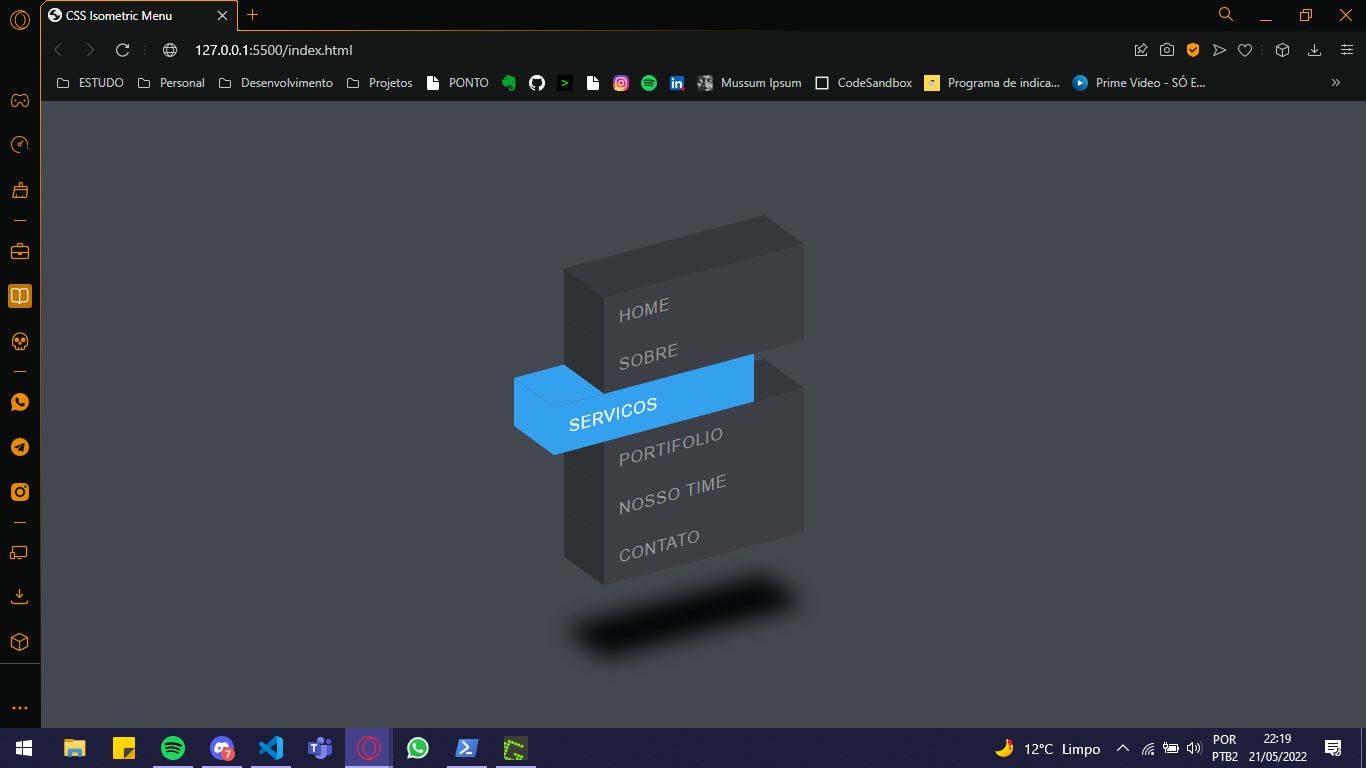 CSS Isometric Menu
127.0.0.1:5500/index.html
ESTUDO Personal Desenvolvimento Projetos PONTO Mussum Ipsum CodeSandbox Programa de indica... Prime Video - SÓ E...
HOME
SOBRE
SERVICOS
PORTIFOLIO
NOSSO TIME
CONTATO
7
12°C Limpo
POR
PTB2
22:19
21/05/2022